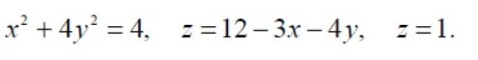 x² + 4y² = 4, z = 12 – 3x – 4y, z = 1.